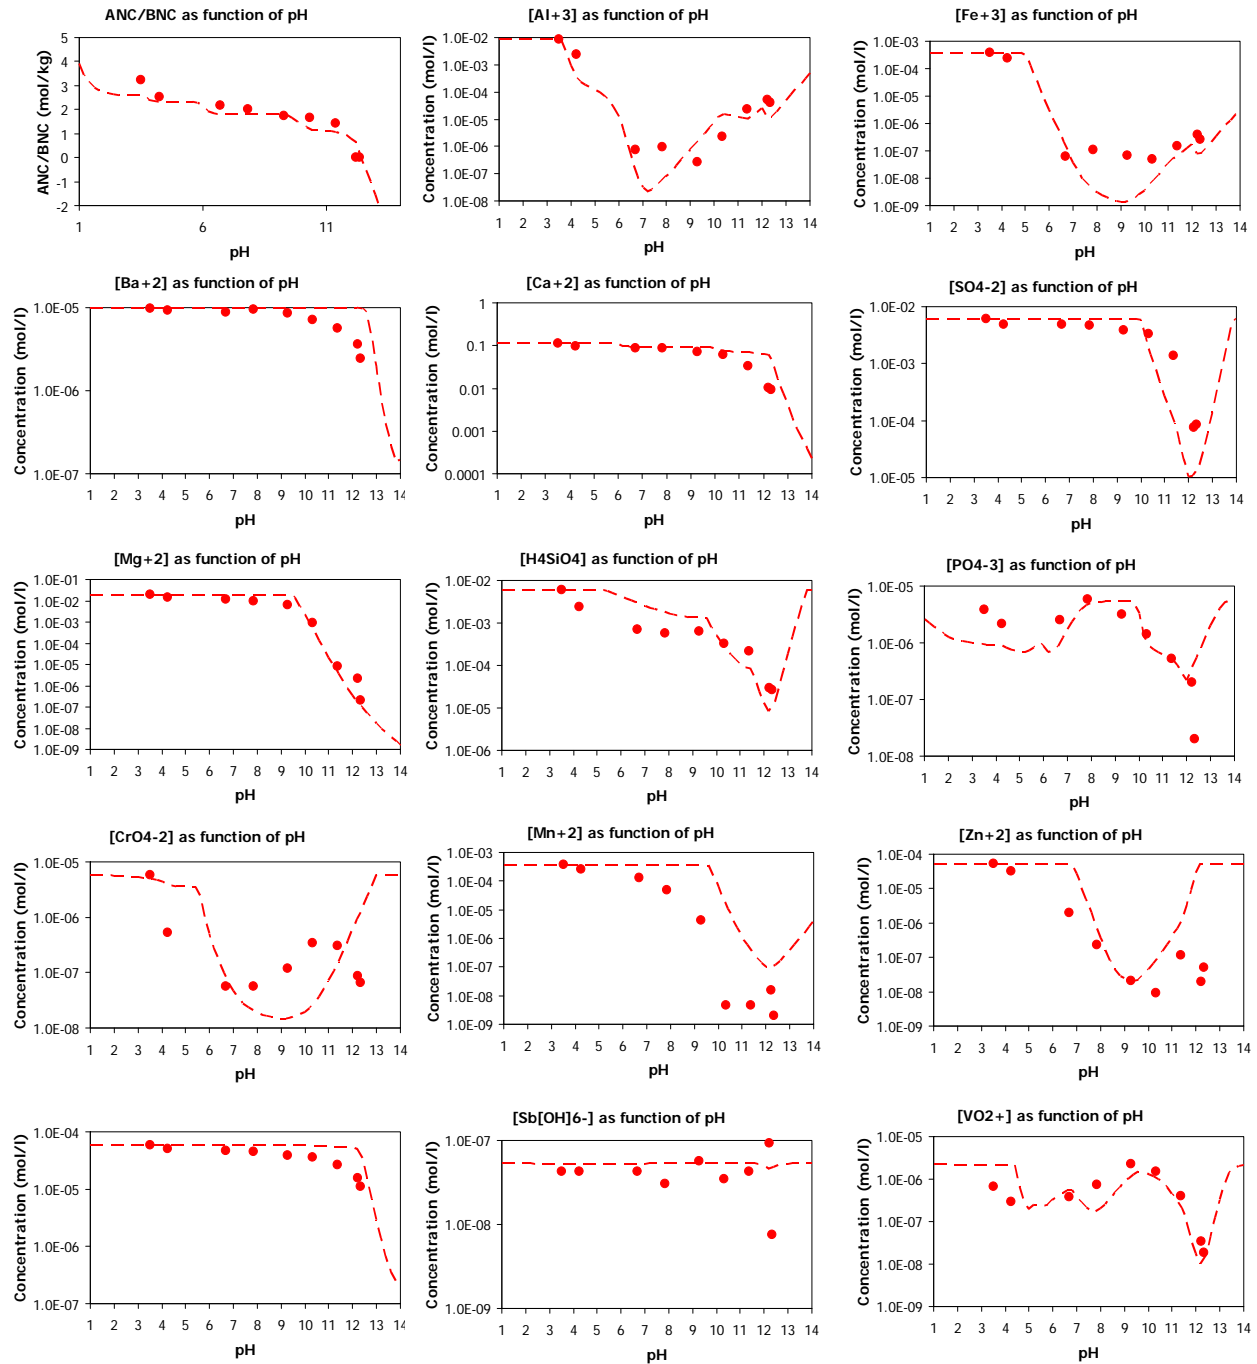 ANC/BNC as function of pH
ANC/BNC (mol/kg)
5
4
3
2
1
0
-1
-2
1 6 11
pH
[Al+3] as function of pH
Concentration (mol/l)
1.0E-02
1.0E-03
1.0E-04
1.0E-05
1.0E-06
1.0E-07
1.0E-08
1 2 3 4 5 6 7 8 9 10 11 12 13 14
pH
[Fe+3] as function of pH
Concentration (mol/l)
1.0E-03
1.0E-04
1.0E-05
1.0E-06
1.0E-07
1.0E-08
1.0E-09
1 2 3 4 5 6 7 8 9 10 11 12 13 14
pH
[Ba+2] as function of pH
Concentration (mol/l)
1.0E-05
1.0E-06
1.0E-07
1 2 3 4 5 6 7 8 9 10 11 12 13 14
pH
[Ca+2] as function of pH
Concentration (mol/l)
1
0.1
0.01
0.001
0.0001
1 2 3 4 5 6 7 8 9 10 11 12 13 14
pH
[SO4-2] as function of pH
Concentration (mol/l)
1.0E-02
1.0E-03
1.0E-04
1.0E-05
1 2 3 4 5 6 7 8 9 10 11 12 13 14
pH
[Mg+2] as function of pH
Concentration (mol/l)
1.0E-01
1.0E-02
1.0E-03
1.0E-04
1.0E-05
1.0E-06
1.0E-07
1.0E-08
1.0E-09
1 2 3 4 5 6 7 8 9 10 11 12 13 14
pH
[H4SiO4] as function of pH
Concentration (mol/l)
1.0E-02
1.0E-03
1.0E-04
1.0E-05
1.0E-06
1 2 3 4 5 6 7 8 9 10 11 12 13 14
pH
[PO4-3] as function of pH
Concentration (mol/l)
1.0E-05
1.0E-06
1.0E-07
1.0E-08
1 2 3 4 5 6 7 8 9 10 11 12 13 14
pH
[CrO4-2] as function of pH
Concentration (mol/l)
1.0E-05
1.0E-06
1.0E-07
1.0E-08
1 2 3 4 5 6 7 8 9 10 11 12 13 14
pH
[Mn+2] as function of pH
Concentration (mol/l)
1.0E-03
1.0E-04
1.0E-05
1.0E-06
1.0E-07
1.0E-08
1.0E-09
1 2 3 4 5 6 7 8 9 10 11 12 13 14
pH
[Zn+2] as function of pH
Concentration (mol/l)
1.0E-04
1.0E-05
1.0E-06
1.0E-07
1.0E-08
1.0E-09
1 2 3 4 5 6 7 8 9 10 11 12 13 14
pH
Concentration (mol/l)
1.0E-04
1.0E-05
1.0E-06
1.0E-07
1 2 3 4 5 6 7 8 9 10 11 12 13 14
pH
[Sb[OH]6-] as function of pH
Concentration (mol/l)
1.0E-07
1.0E-08
1.0E-09
1 2 3 4 5 6 7 8 9 10 11 12 13 14
pH
[VO2+] as function of pH
Concentration (mol/l)
1.0E-05
1.0E-06
1.0E-07
1.0E-08
1.0E-09
1 2 3 4 5 6 7 8 9 10 11 12 13 14
pH